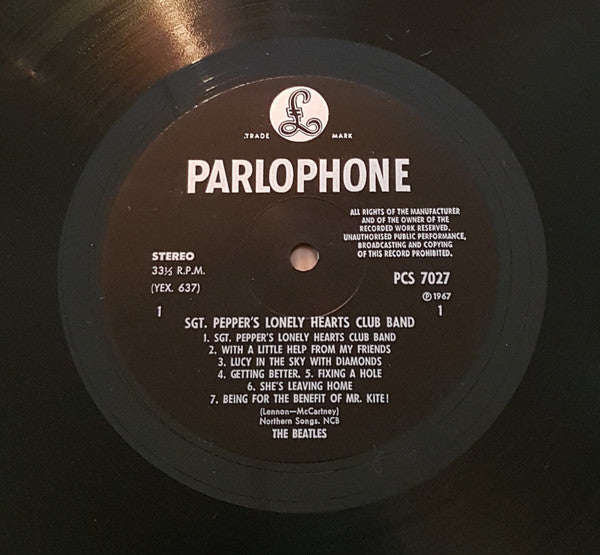 £
TRADE MARK
PARLOPHONE
ALL RIGHTS OF THE MANUFACTURER
AND OF THE OWNER OF THE
RECORDED WORK RESERVED.
UNAUTHORISED PUBLIC PERFORMANCE,
BROADCASTING AND COPYING
OF THIS RECORD PROHIBITED.
STEREO
33⅓ R.P.M.
(YEX. 637)
1
PCS 7027
℗1967
1
SGT. PEPPER'S LONELY HEARTS CLUB BAND
1. SGT. PEPPER'S LONELY HEARTS CLUB BAND
2. WITH A LITTLE HELP FROM MY FRIENDS
3. LUCY IN THE SKY WITH DIAMONDS
4. GETTING BETTER. 5. FIXING A HOLE
6. SHE'S LEAVING HOME
7. BEING FOR THE BENEFIT OF MR. KITE!
(Lennon—McCartney)
Northern Songs. NCB
THE BEATLES